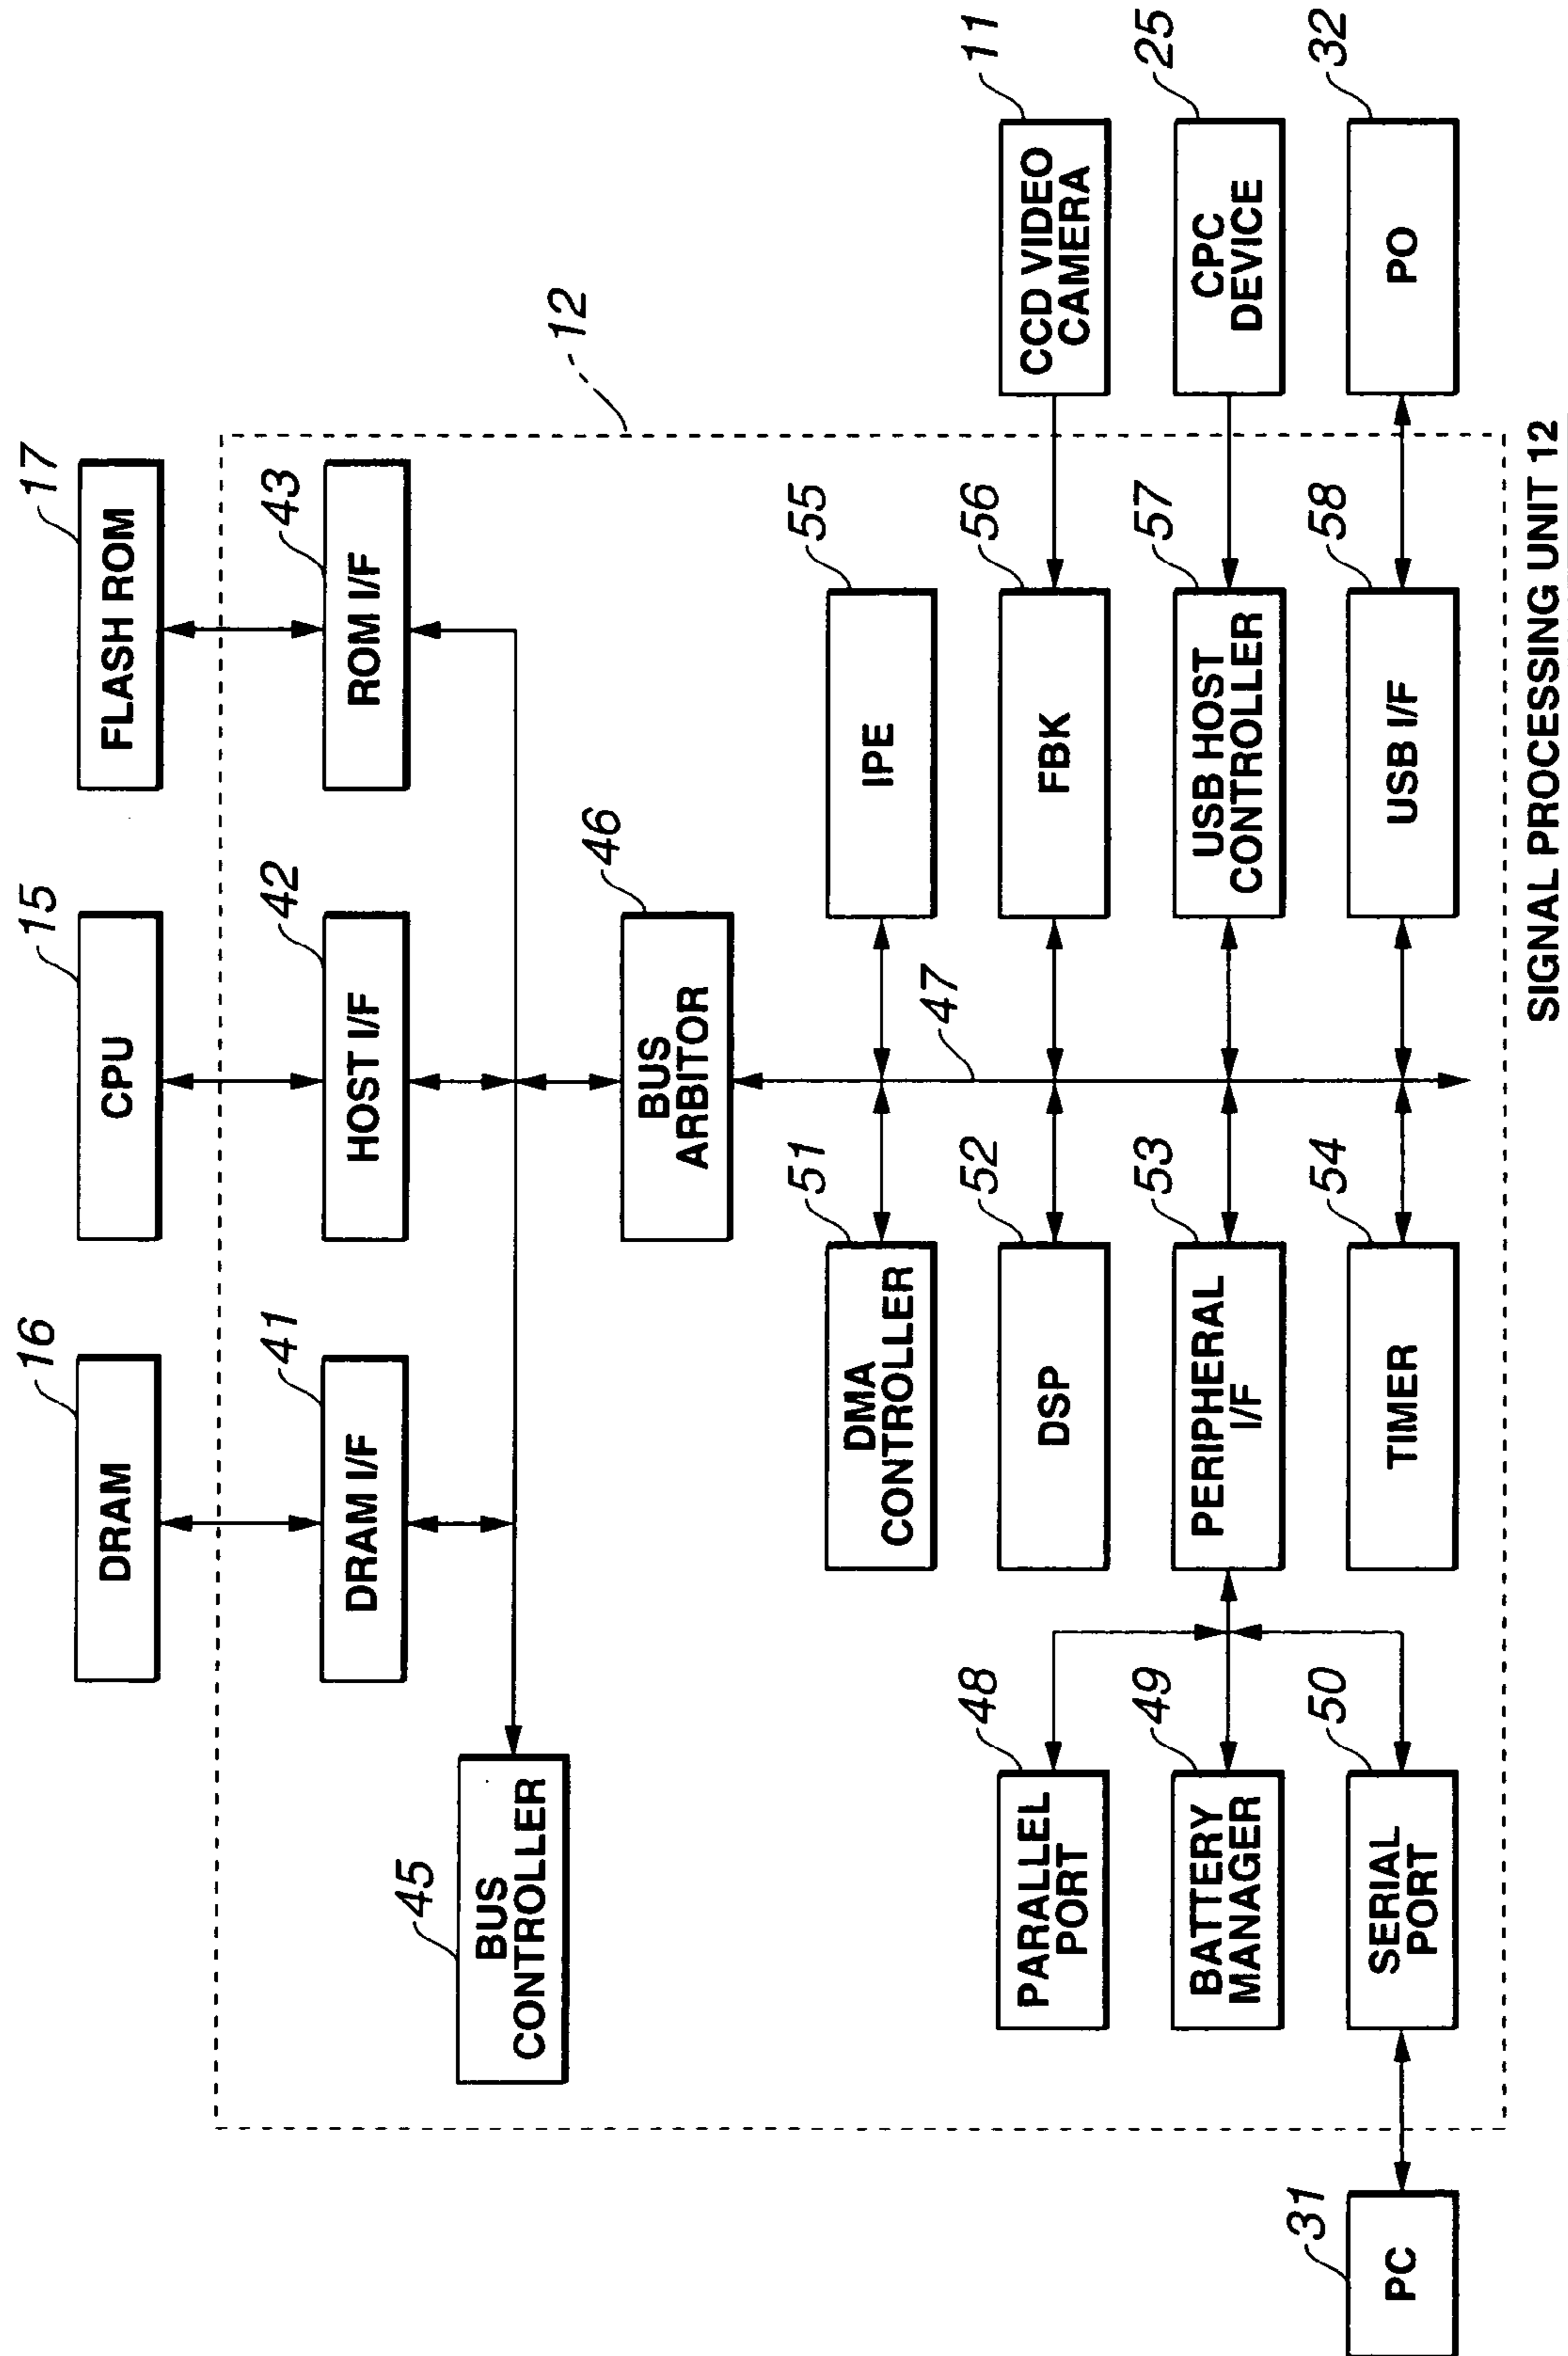 16
DRAM
15
CPU
17
FLASH ROM
12
41
DRAM I/F
42
HOST I/F
43
ROM I/F
45
BUS
CONTROLLER
46
BUS
ARBITOR
47
51
DMA
CONTROLLER
55
IPE
48
PARALLEL
PORT
52
DSP
56
FBK
11
CCD VIDEO
CAMERA
49
BATTERY
MANAGER
53
PERIPHERAL
I/F
57
USB HOST
CONTROLLER
25
CPC
DEVICE
31
PC
50
SERIAL
PORT
54
TIMER
58
USB I/F
32
PO
SIGNAL PROCESSING UNIT 12